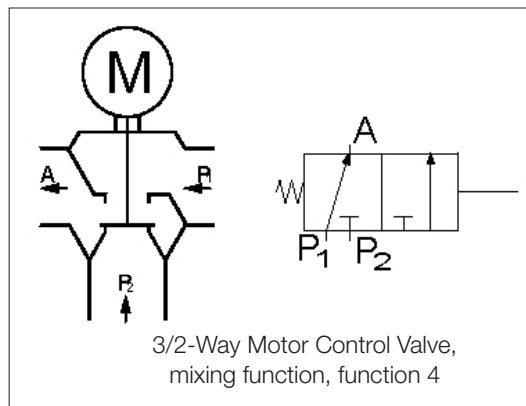 M
A
P
P2
A
P1
P2
3/2-Way Motor Control Valve,
mixing function, function 4